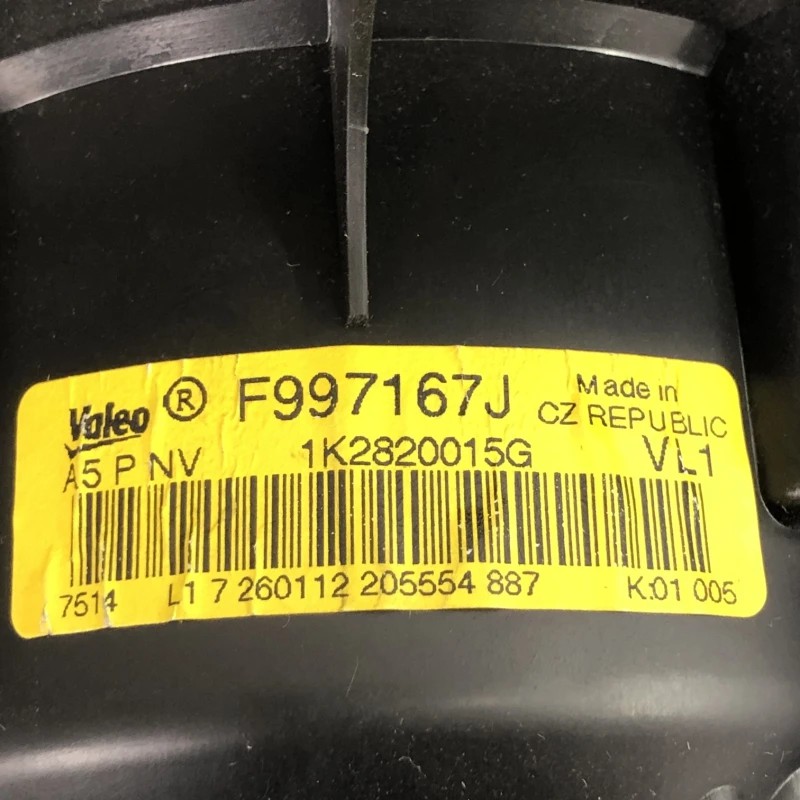 Valeo ® F997167J Made in
CZ REPUBLIC
A5 P NV 1K2820015G VL1
7514 L1 7 260112 205554 887 K:01 005